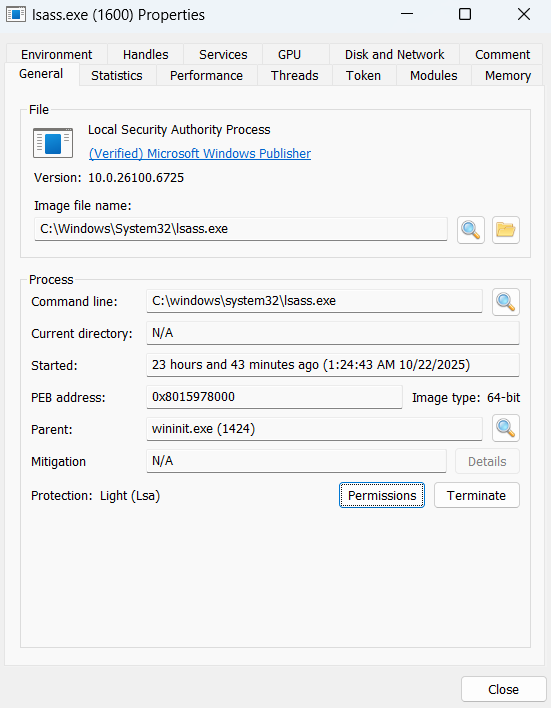 lsass.exe (1600) Properties
Environment Handles Services GPU Disk and Network Comment
General Statistics Performance Threads Token Modules Memory
File
Local Security Authority Process
(Verified) Microsoft Windows Publisher
Version: 10.0.26100.6725
Image file name:
C:\Windows\System32\lsass.exe
Process
Command line: C:\windows\system32\lsass.exe
Current directory: N/A
Started: 23 hours and 43 minutes ago (1:24:43 AM 10/22/2025)
PEB address: 0x8015978000 Image type: 64-bit
Parent: wininit.exe (1424)
Mitigation N/A Details
Protection: Light (Lsa) Permissions Terminate
Close